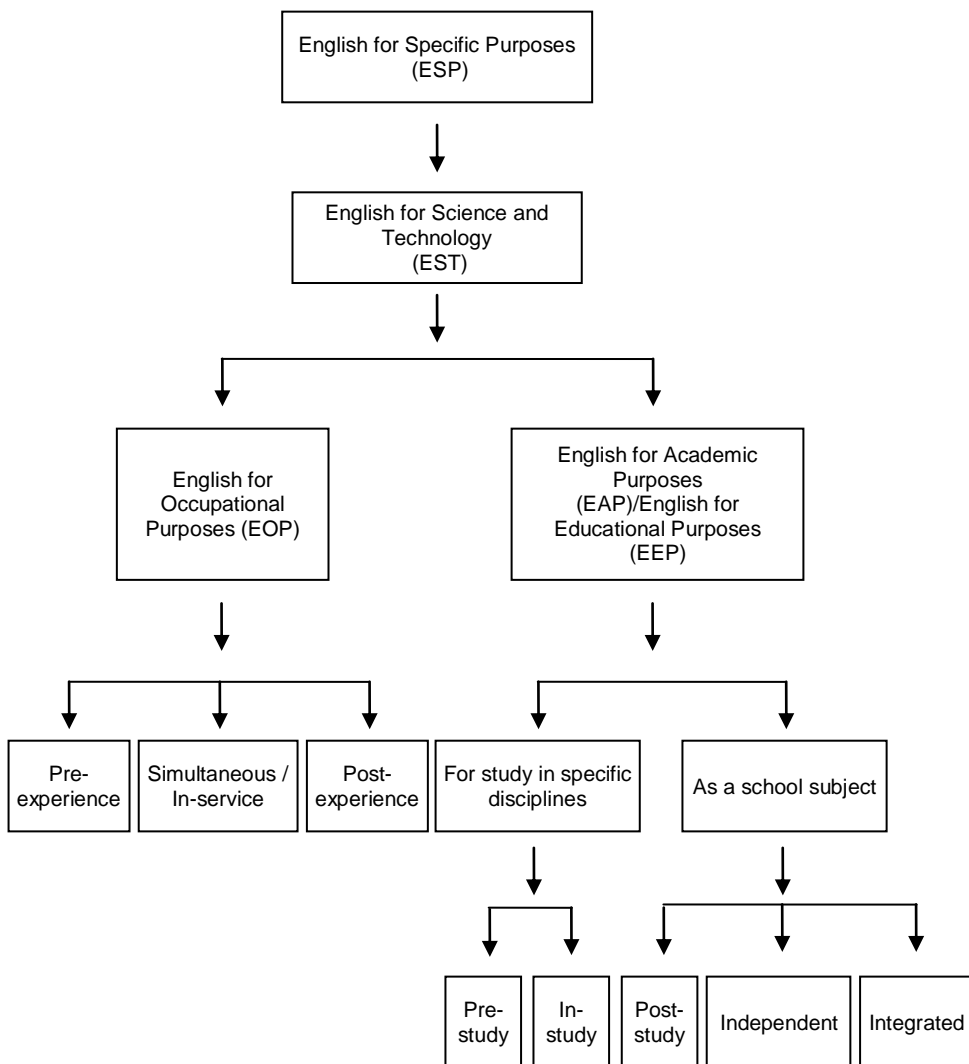 English for Specific Purposes
(ESP)
English for Science and
Technology
(EST)
English for
Occupational
Purposes (EOP)
English for Academic
Purposes
(EAP)/English for
Educational Purposes
(EEP)
Pre-
experience
Simultaneous /
In-service
Post-
experience
For study in specific
disciplines
As a school subject
Pre-
study
In-
study
Post-
study
Independent
Integrated